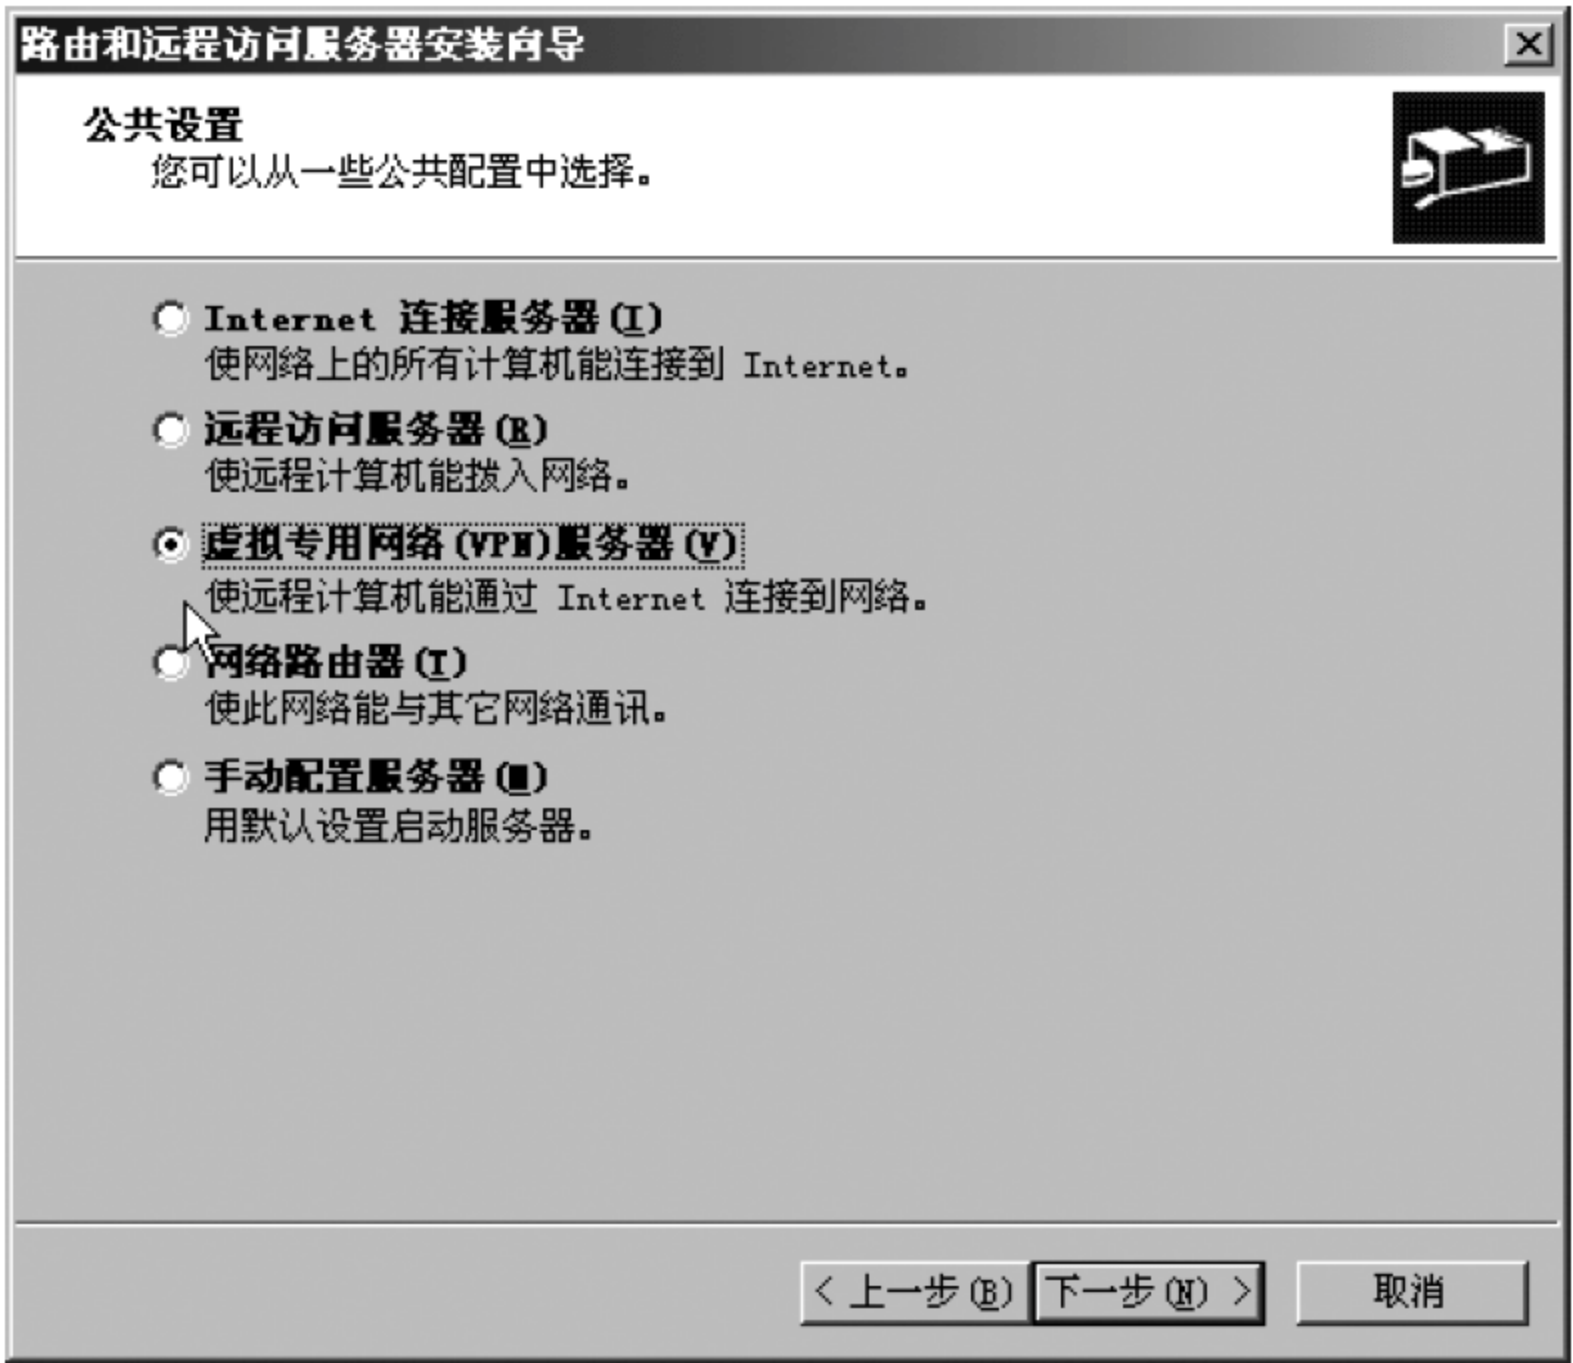 路由和远程访问服务器安装向导
公共设置
您可以从一些公共配置中选择。
Internet 连接服务器(I)
使网络上的所有计算机能连接到 Internet。
远程访问服务器(R)
使远程计算机能拨入网络。
虚拟专用网络(VPN)服务器(V)
使远程计算机能通过 Internet 连接到网络。
网络路由器(T)
使此网络能与其它网络通讯。
手动配置服务器(M)
用默认设置启动服务器。
< 上一步(B) 下一步(N) > 取消